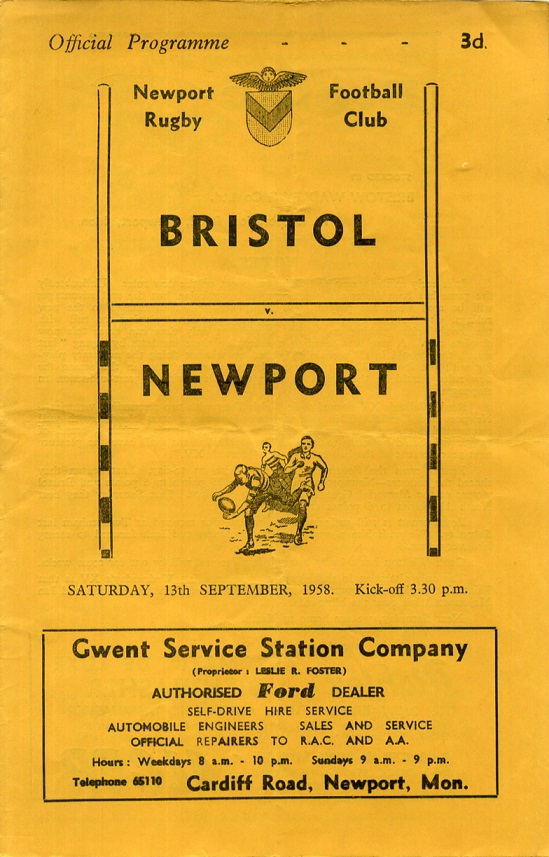 Official Programme - - - 3d.
Newport Rugby Football Club
BRISTOL
v.
NEWPORT
SATURDAY, 13th SEPTEMBER, 1958. Kick-off 3.30 p.m.
Gwent Service Station Company
(Proprietor : LESLIE R. FOSTER)
AUTHORISED Ford DEALER
SELF-DRIVE HIRE SERVICE
AUTOMOBILE ENGINEERS SALES AND SERVICE
OFFICIAL REPAIRERS TO R.A.C. AND A.A.
Hours : Weekdays 8 a.m. - 10 p.m. Sundays 9 a.m. - 9 p.m.
Telephone 65110 Cardiff Road, Newport, Mon.